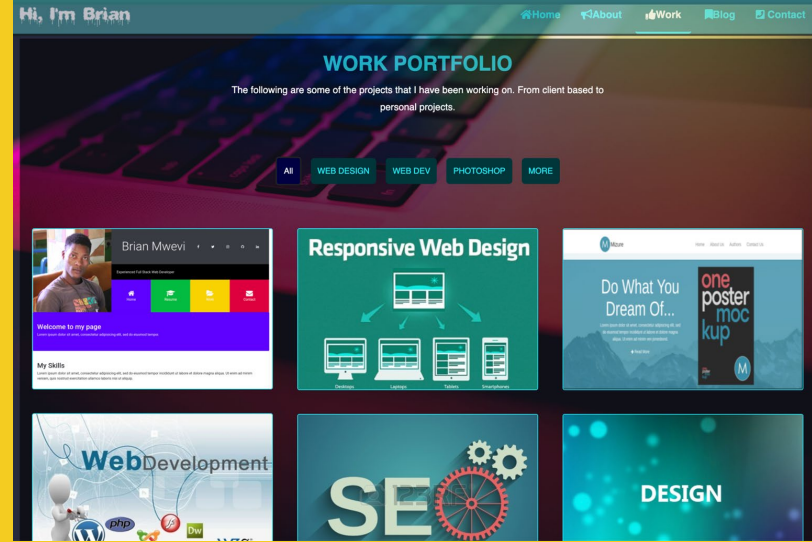 Hi, I'm Brian
Home About Work Blog Contact
WORK PORTFOLIO
The following are some of the projects that I have been working on. From client based to
personal projects.
All WEB DESIGN WEB DEV PHOTOSHOP MORE
Brian Mwevi
Experienced Full Stack Web Developer
Home Resume Contact
Welcome to my page
My Skills
Responsive Web Design
Desktops Laptops Tablets Smartphones
Mizure
Home About Us Authors Contact Us
Do What You
Dream Of...
Read More
one
poster
moc
kup
M
WebDevelopment
php
Dw
SEO
DESIGN